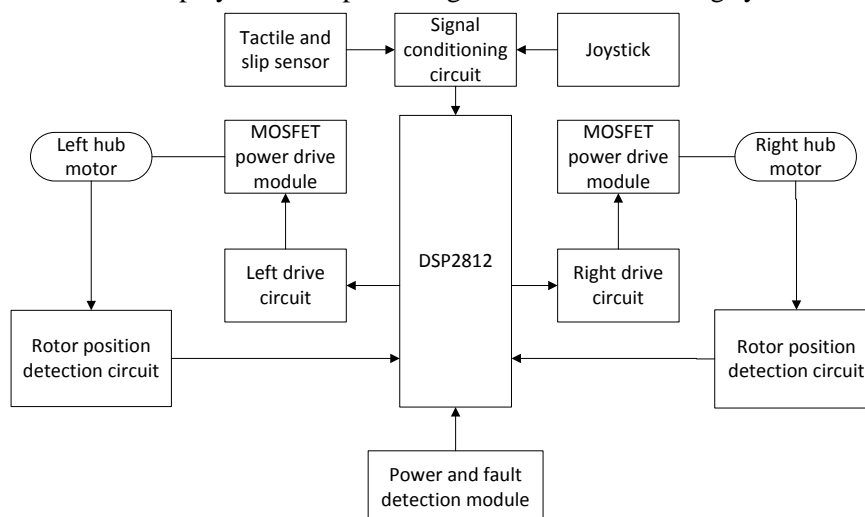 Tactile and
slip sensor
Signal
conditioning
circuit
Joystick
Left hub
motor
MOSFET
power drive
module
MOSFET
power drive
module
Right hub
motor
Left drive
circuit
DSP2812
Right drive
circuit
Rotor position
detection circuit
Rotor position
detection circuit
Power and fault
detection module